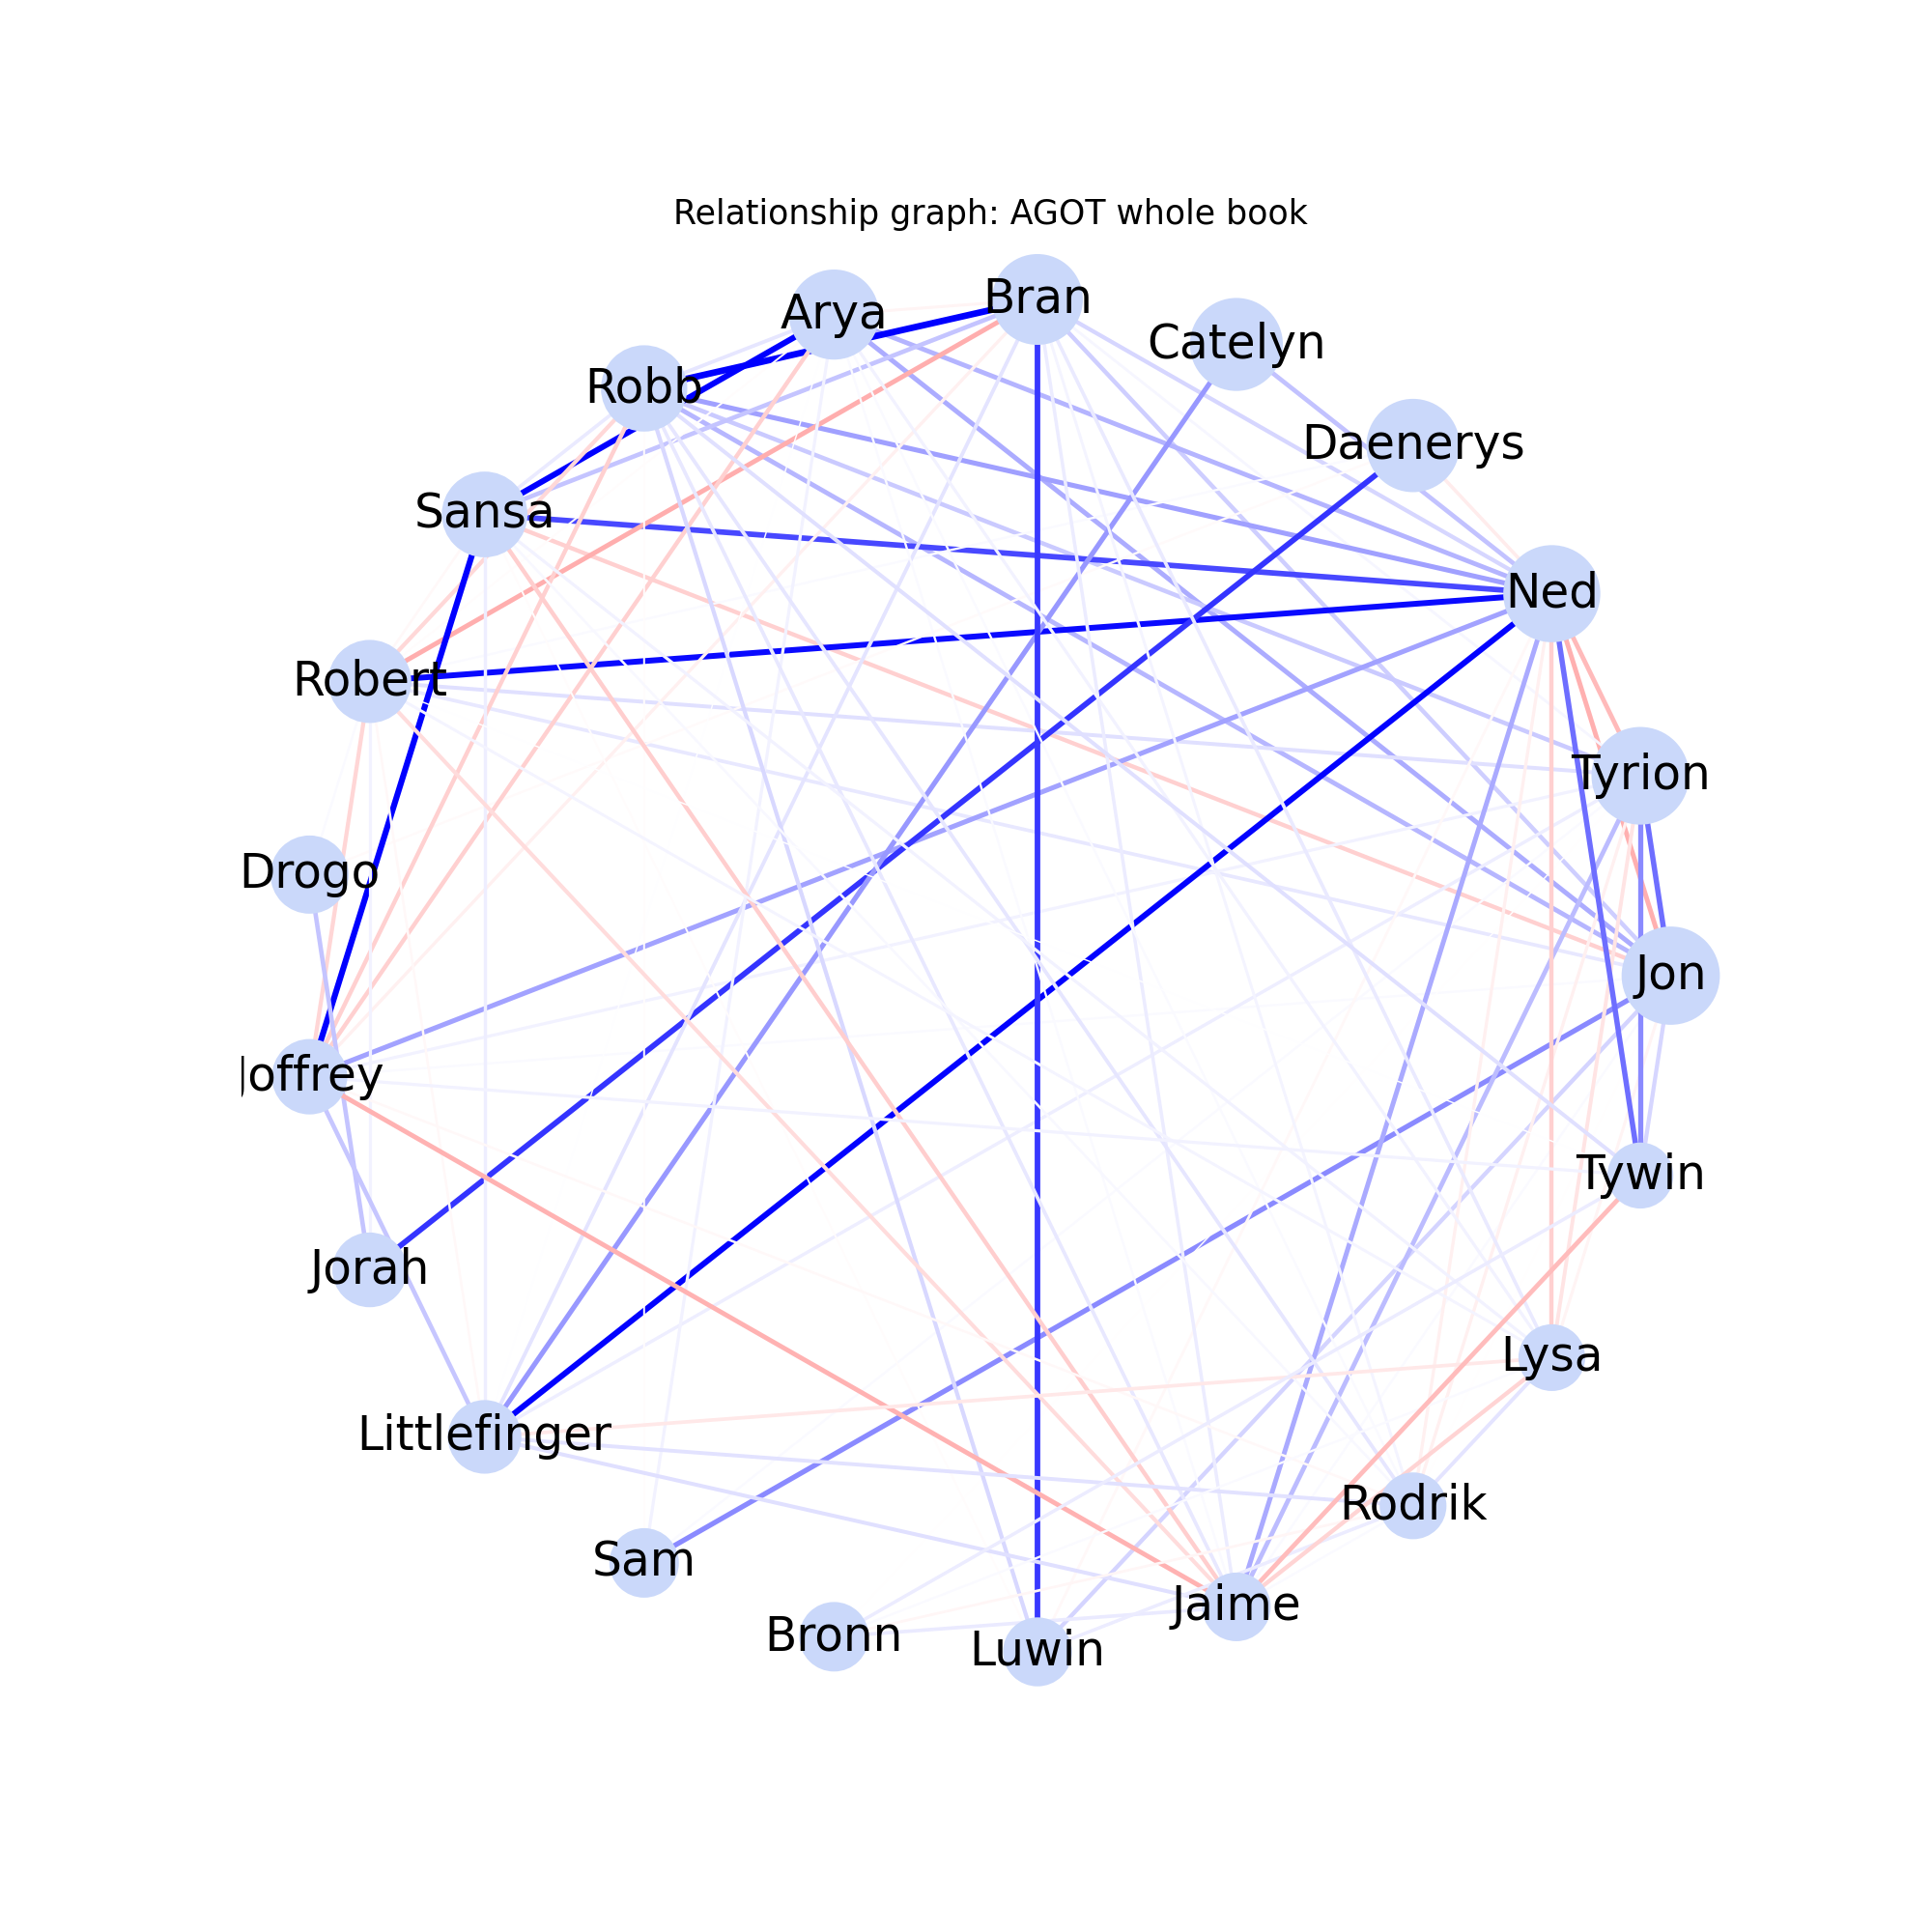 Relationship graph: AGOT whole book
Bran
Arya
Catelyn
Robb
Daenerys
Sansa
Ned
Robert
Tyrion
Drogo
Jon
Joffrey
Tywin
Jorah
Lysa
Littlefinger
Rodrik
Sam
Jaime
Bronn
Luwin